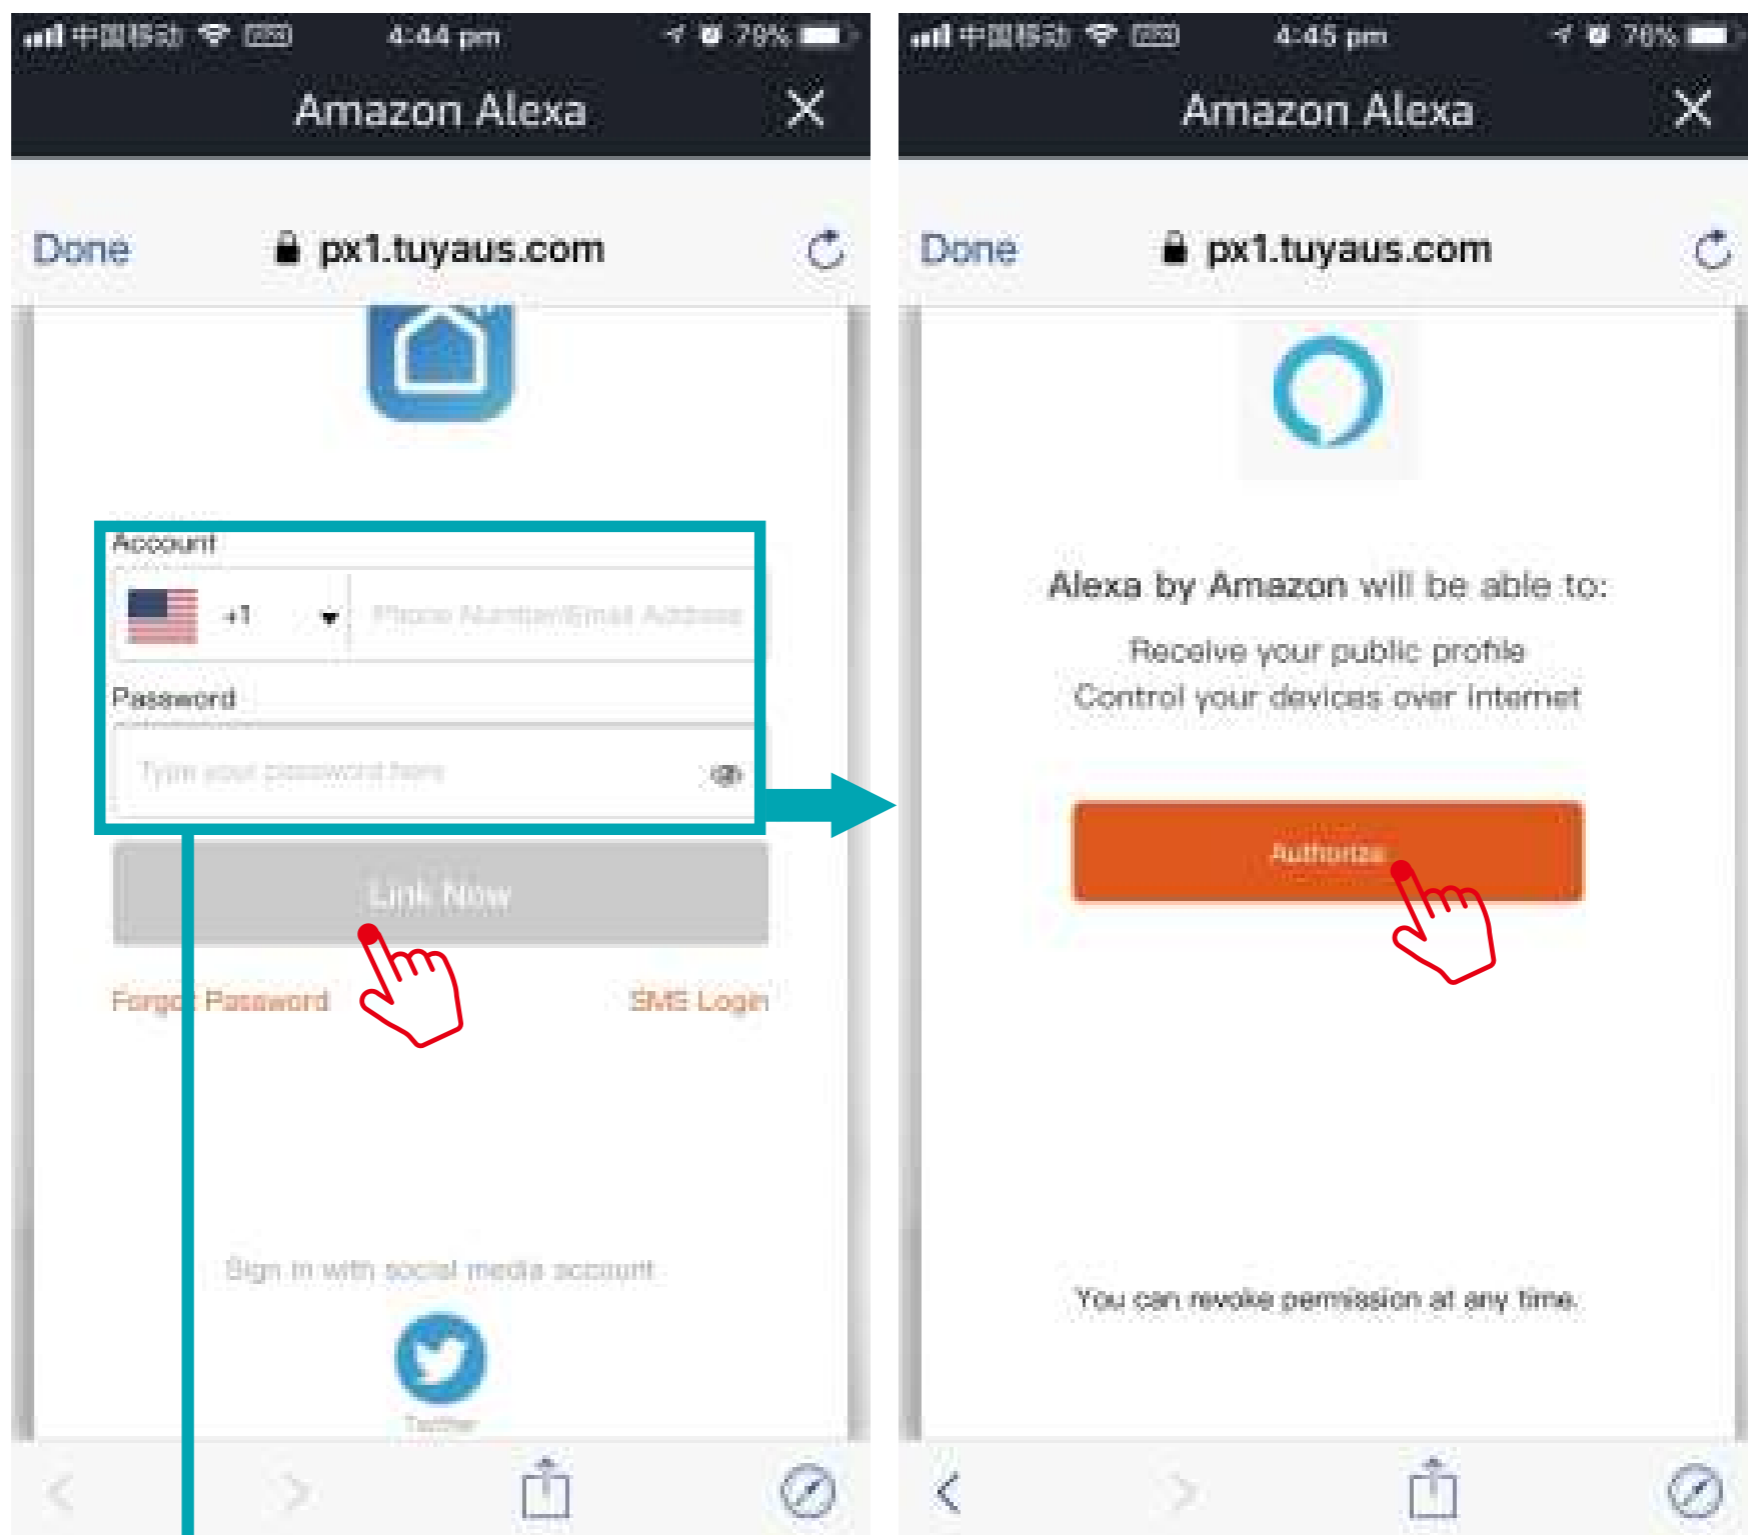 中国移动 VPN 4:44 pm 79%
Amazon Alexa
Done px1.tuyaus.com
Account
+1 Phone Number/Email Address
Password
Type your password here
Link Now
Forgot Password SMS Login
Sign in with social media account
Twitter
中国移动 VPN 4:45 pm 76%
Amazon Alexa
Done px1.tuyaus.com
Alexa by Amazon will be able to:
Receive your public profile
Control your devices over internet
Authorize
You can revoke permission at any time.